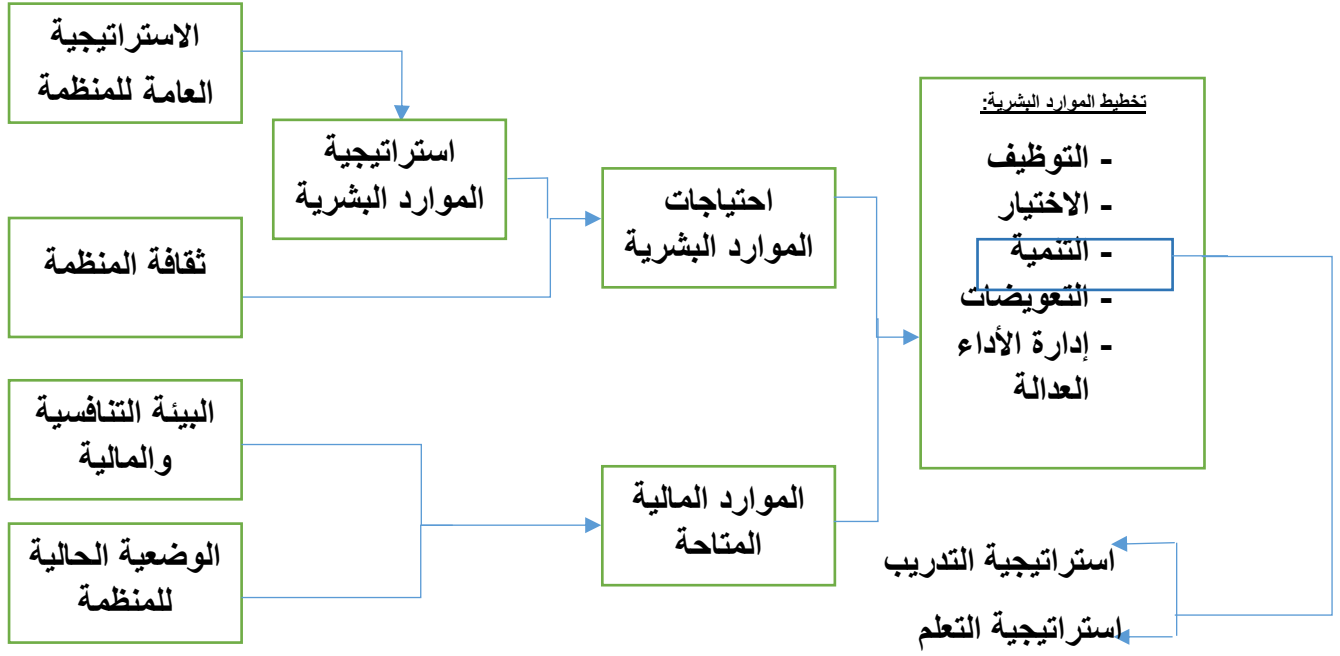 الاستراتيجية
العامة للمنظمة
استراتيجية
الموارد البشرية
ثقافة المنظمة
احتياجات
الموارد البشرية
البيئة التنافسية
والمالية
الوضعية الحالية
للمنظمة
الموارد المالية
المتاحة
تخطيط الموارد البشرية:
- التوظيف
- الاختيار
- التنمية
- التعويضات
- إدارة الأداء
العدالة
استراتيجية التدريب
استراتيجية التعلم